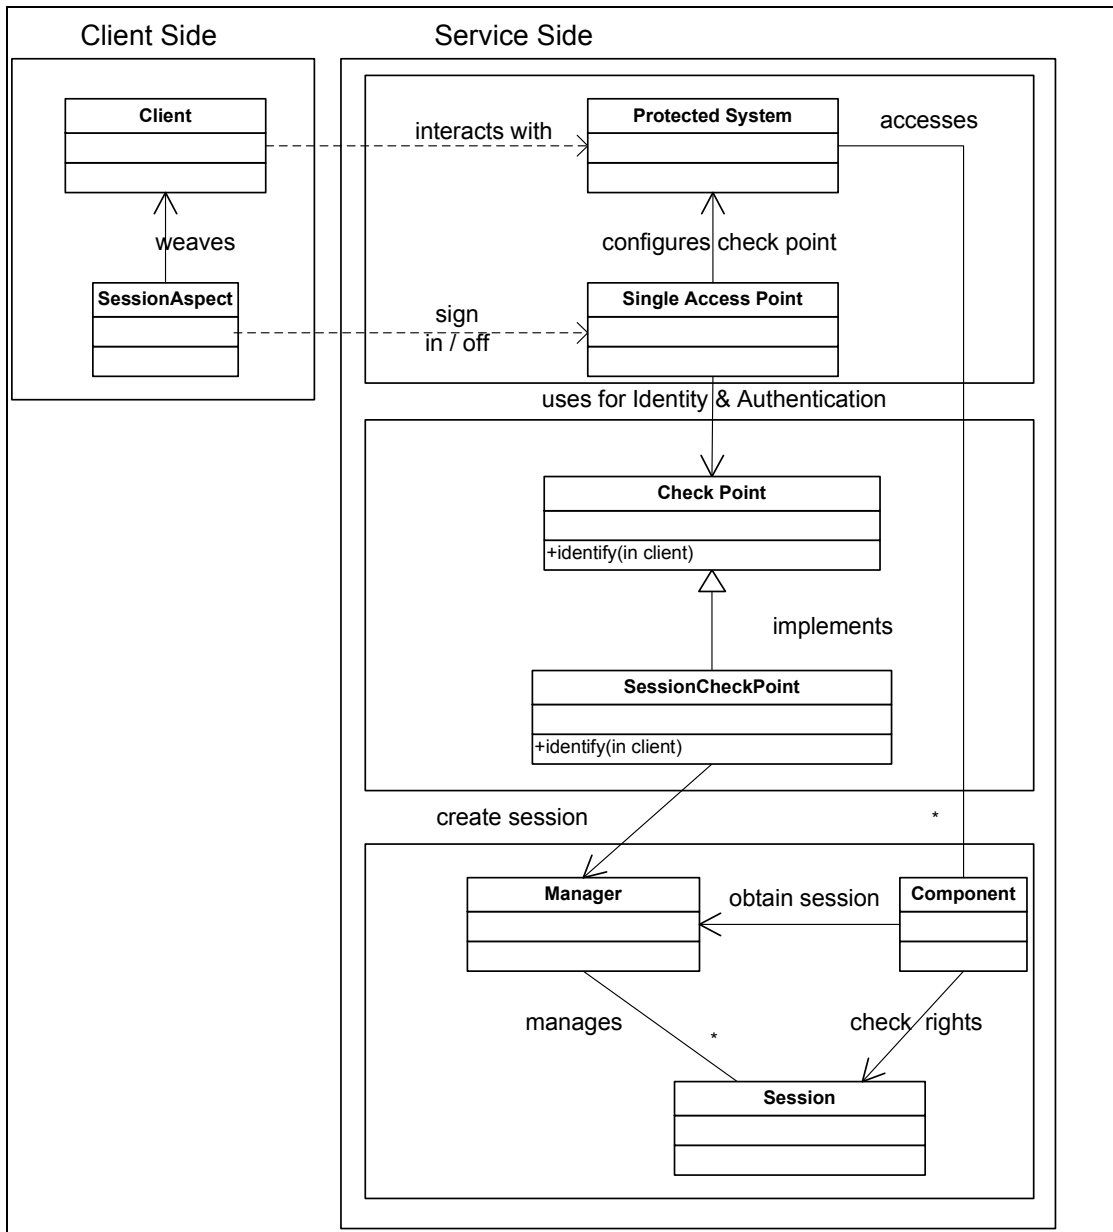 Client Side
Service Side
Client
Protected System
accesses
interacts with
weaves
configures check point
SessionAspect
Single Access Point
sign
in / off
uses for Identity & Authentication
Check Point
+identify(in client)
implements
SessionCheckPoint
+identify(in client)
create session
*
Manager
obtain session
Component
manages
*
check rights
Session